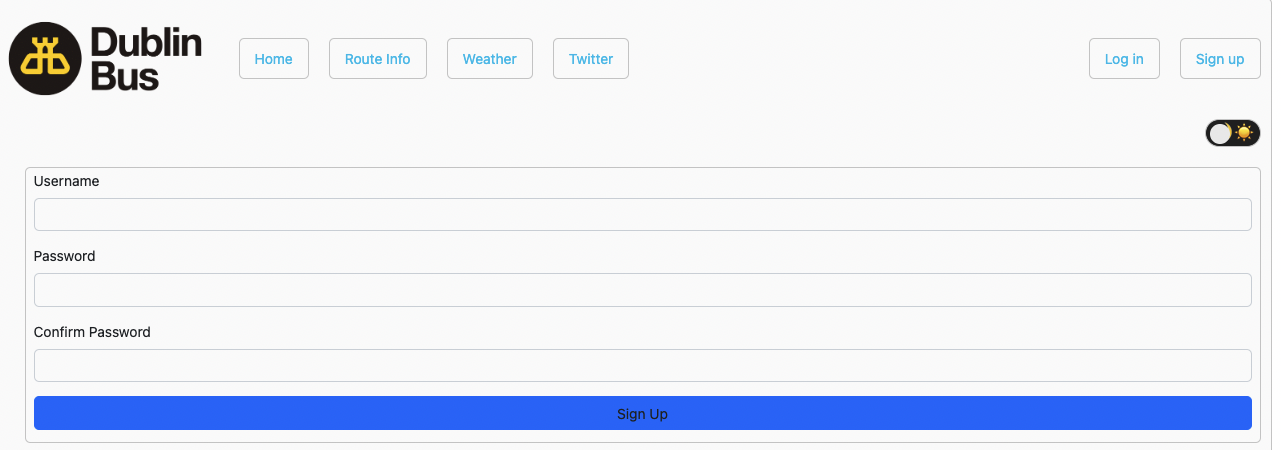 Dublin
Bus
Home
Route Info
Weather
Twitter
Log in
Sign up
Username
Password
Confirm Password
Sign Up